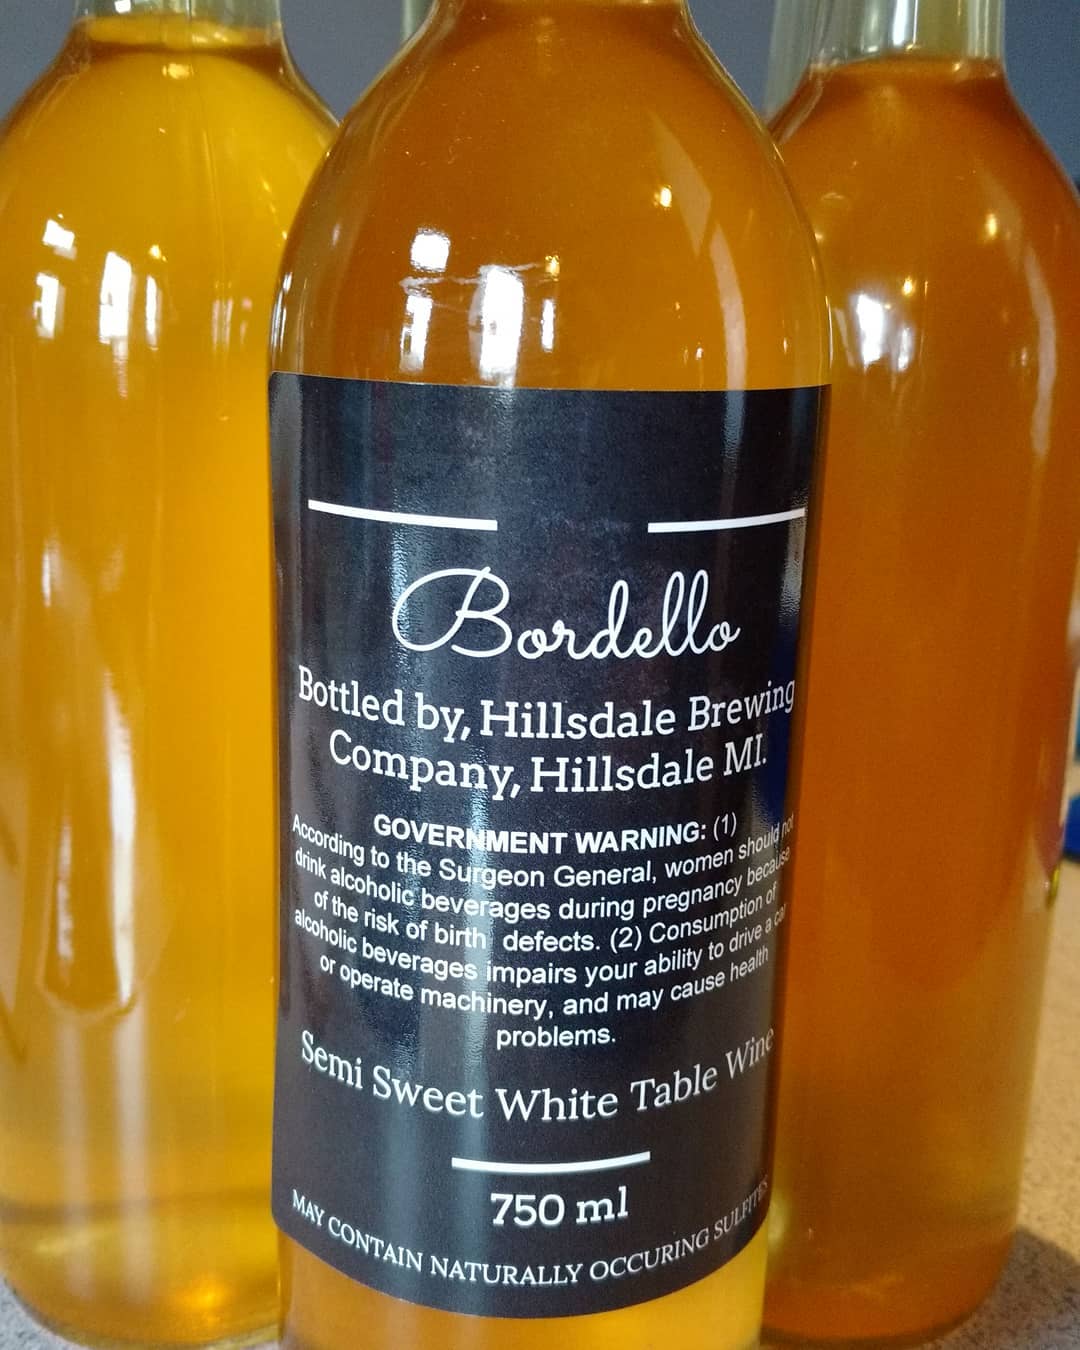 Bordello
Bottled by, Hillsdale Brewing
Company, Hillsdale MI.
GOVERNMENT WARNING: (1)
According to the Surgeon General, women should not
drink alcoholic beverages during pregnancy because
of the risk of birth defects. (2) Consumption of
alcoholic beverages impairs your ability to drive a car
or operate machinery, and may cause health
problems.
Semi Sweet White Table Wine
750 ml
MAY CONTAIN NATURALLY OCCURING SULFITES